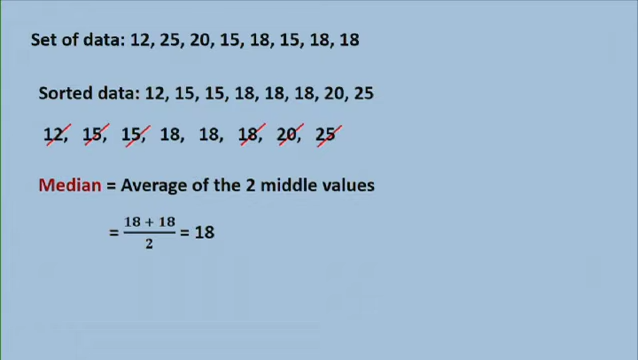 Set of data: 12, 25, 20, 15, 18, 15, 18, 18
Sorted data: 12, 15, 15, 18, 18, 18, 20, 25
12, 15, 15, 18, 18, 18, 20, 25
Median = Average of the 2 middle values
= (18 + 18)/2 = 18